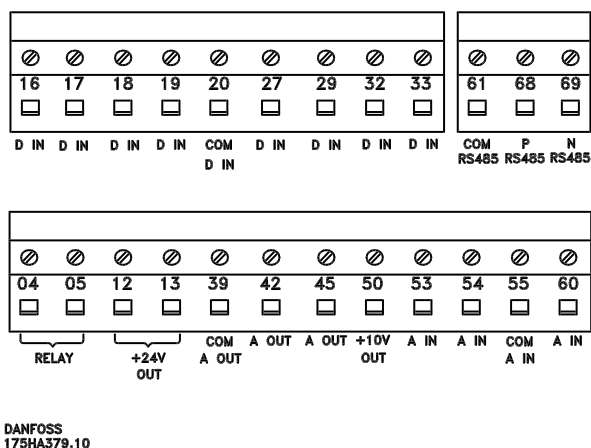 16 17 18 19 20 27 29 32 33 61 68 69
D IN D IN D IN D IN COM D IN D IN D IN D IN COM P N
D IN RS485 RS485 RS485
04 05 12 13 39 42 45 50 53 54 55 60
RELAY +24V COM A OUT A OUT +10V A IN A IN COM A IN
OUT A OUT OUT A IN
DANFOSS
175HA379.10